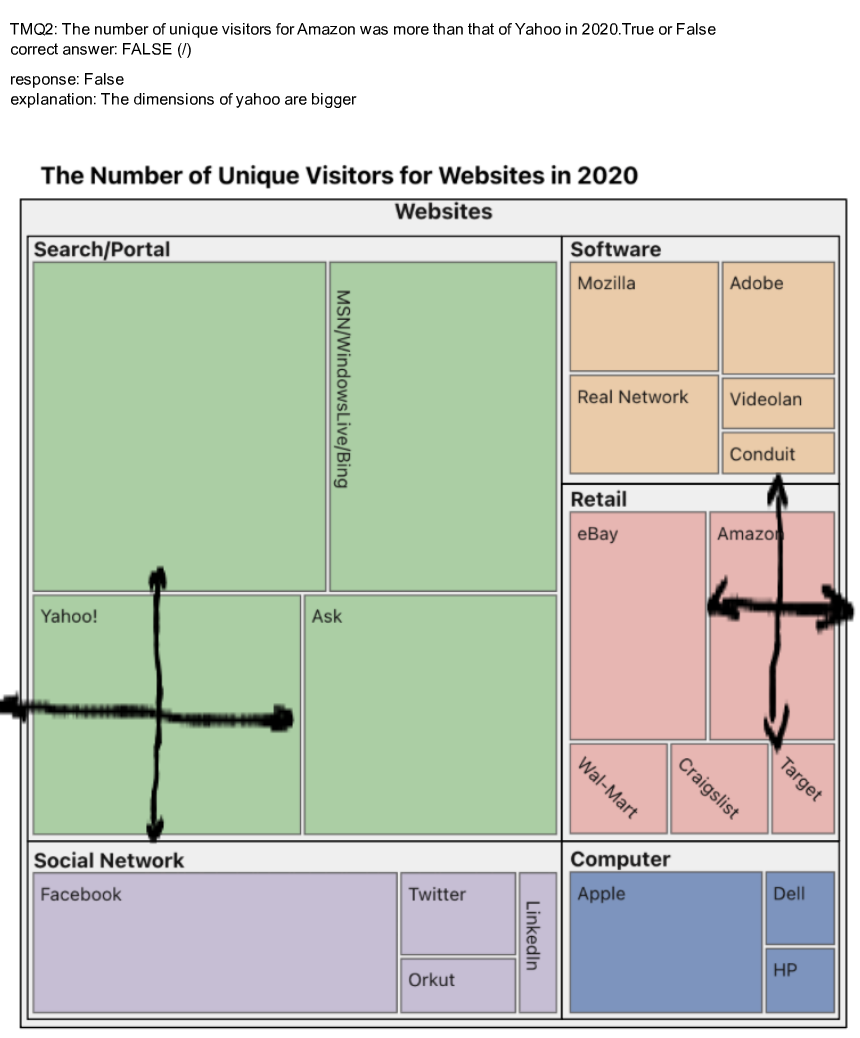 TMQ2: The number of unique visitors for Amazon was more than that of Yahoo in 2020.True or False
correct answer: FALSE (/)
response: False
explanation: The dimensions of yahoo are bigger
The Number of Unique Visitors for Websites in 2020
Websites
Search/Portal
MSN/WindowsLive/Bing
Yahoo!
Ask
Software
Mozilla
Adobe
Real Network
Videolan
Conduit
Retail
eBay
Amazon
Wal-Mart
Craigslist
Target
Social Network
Facebook
Twitter
Orkut
LinkedIn
Computer
Apple
Dell
HP